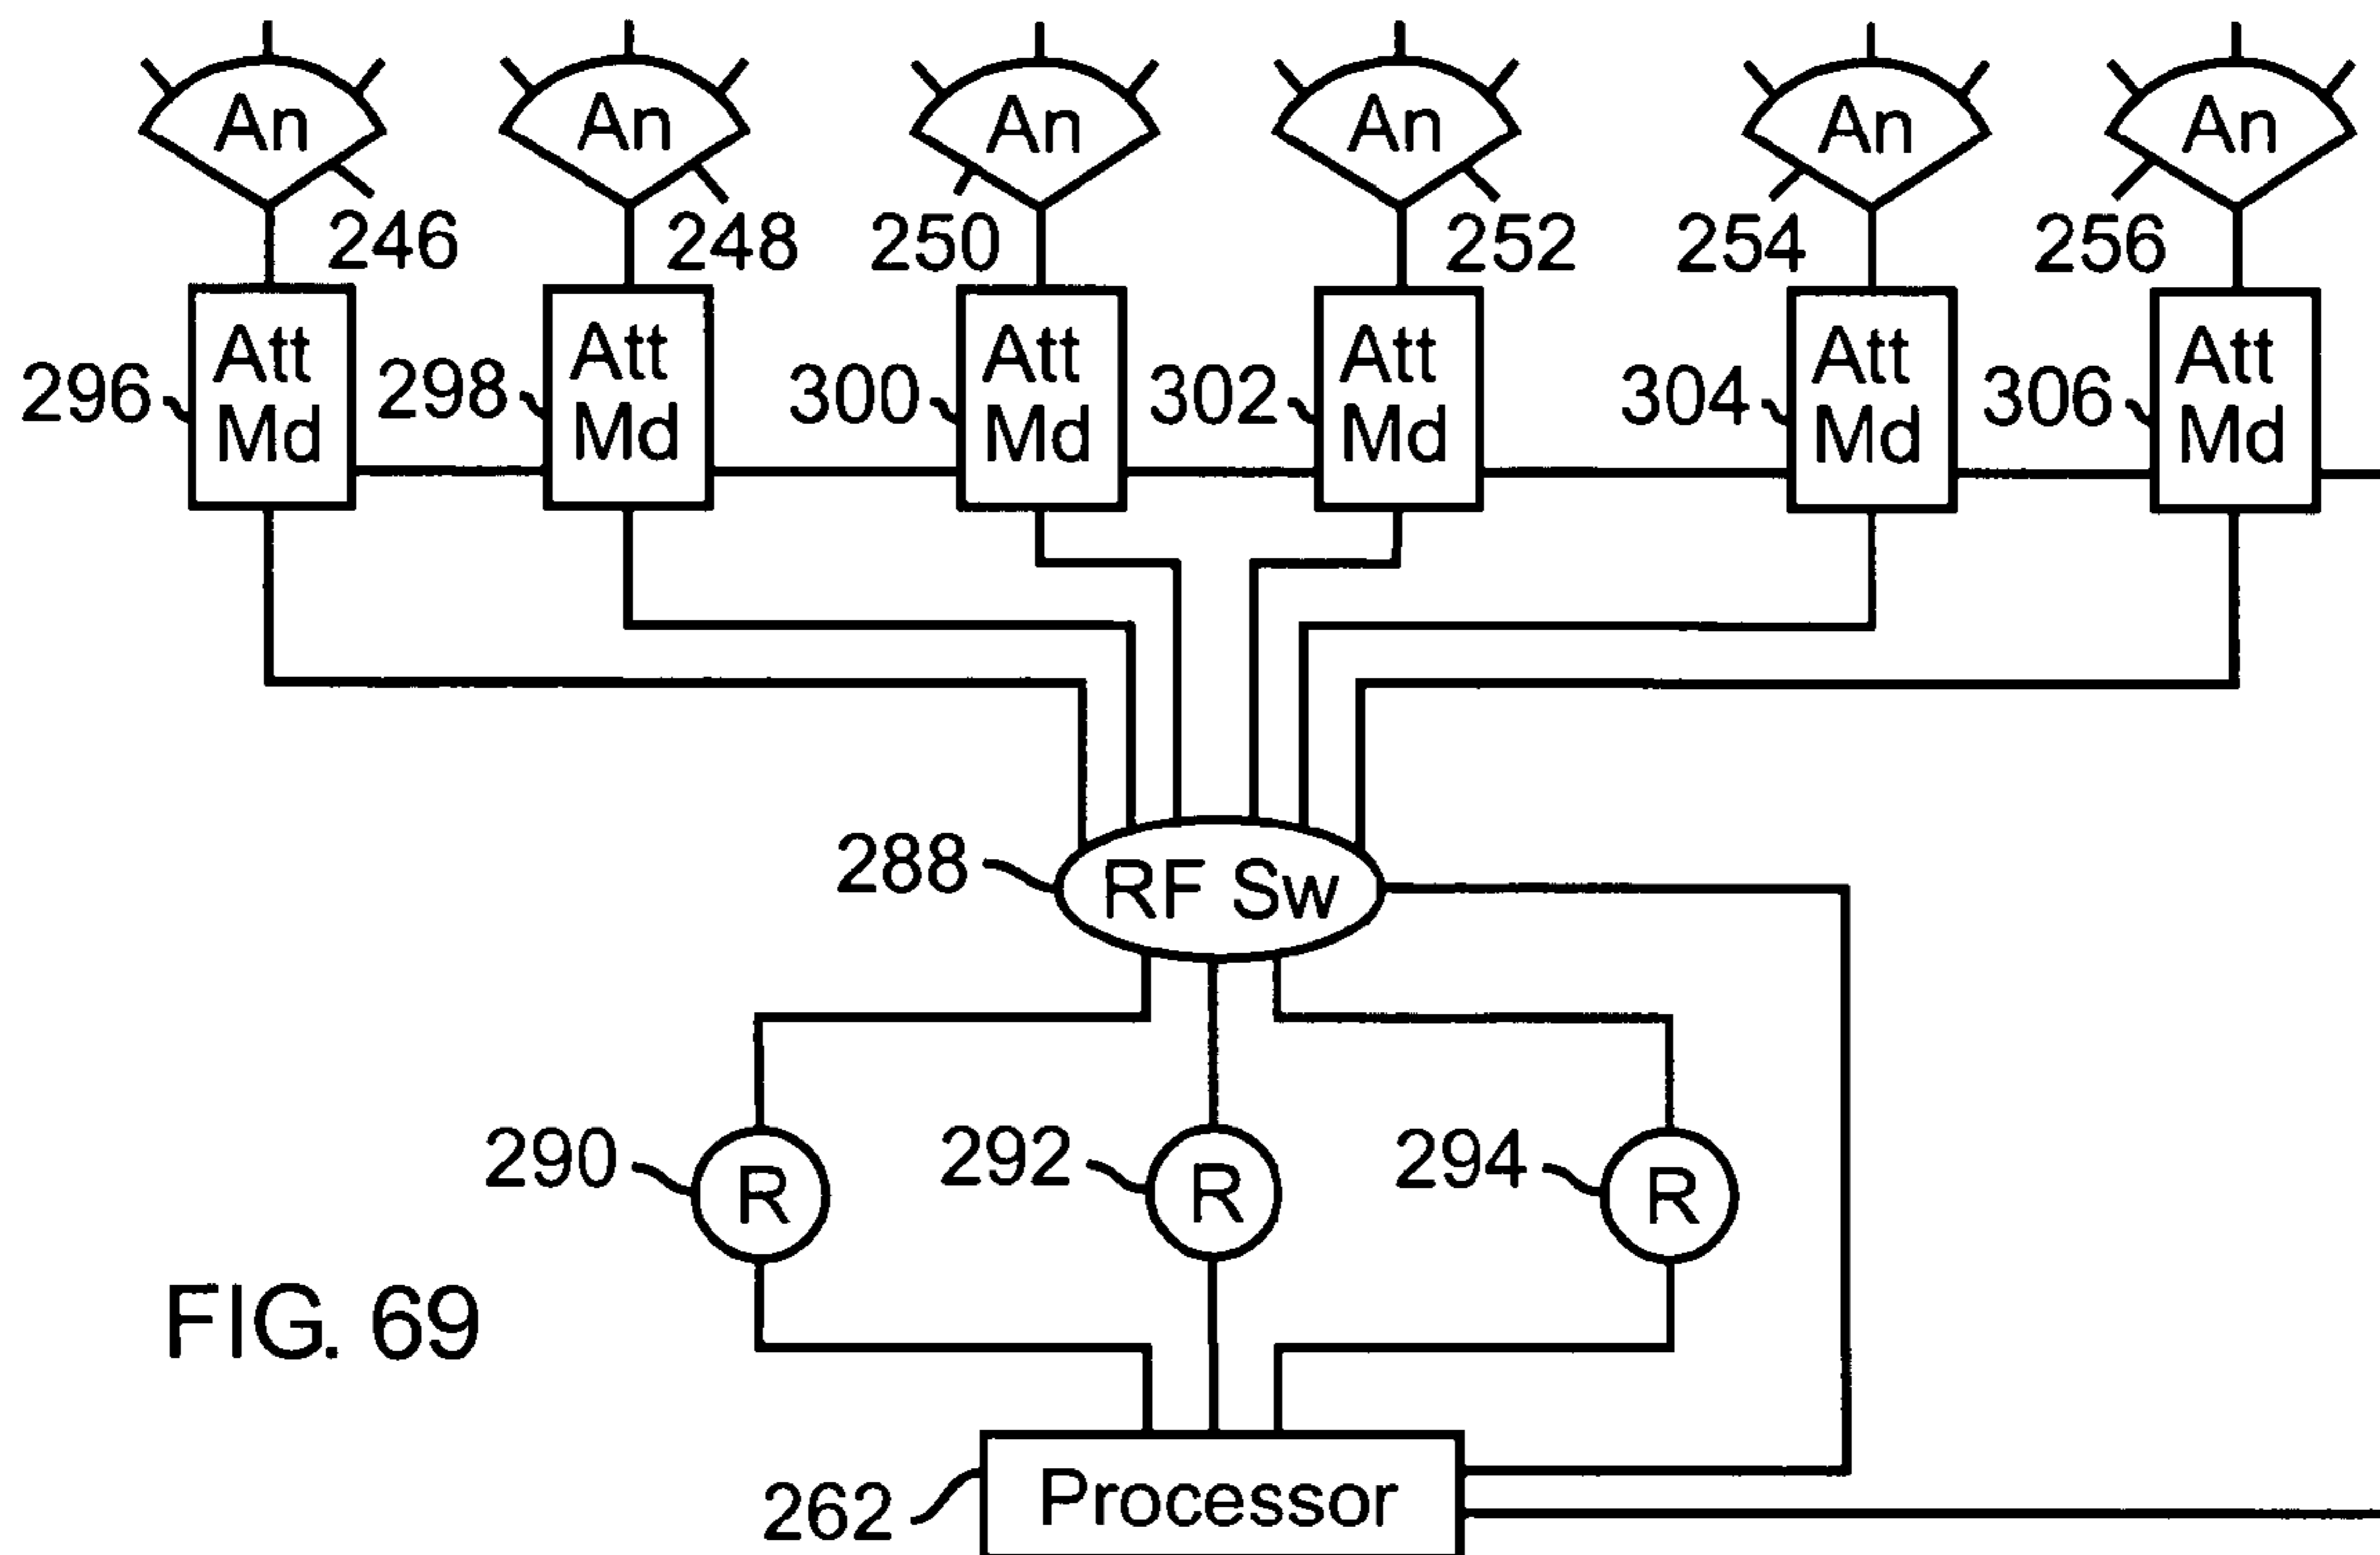 An An An An An An
246 248 250 252 254 256
296 Att Md 298 Att Md 300 Att Md 302 Att Md 304 Att Md 306 Att Md
288 RF Sw
290 R 292 R 294 R
FIG. 69
262 Processor